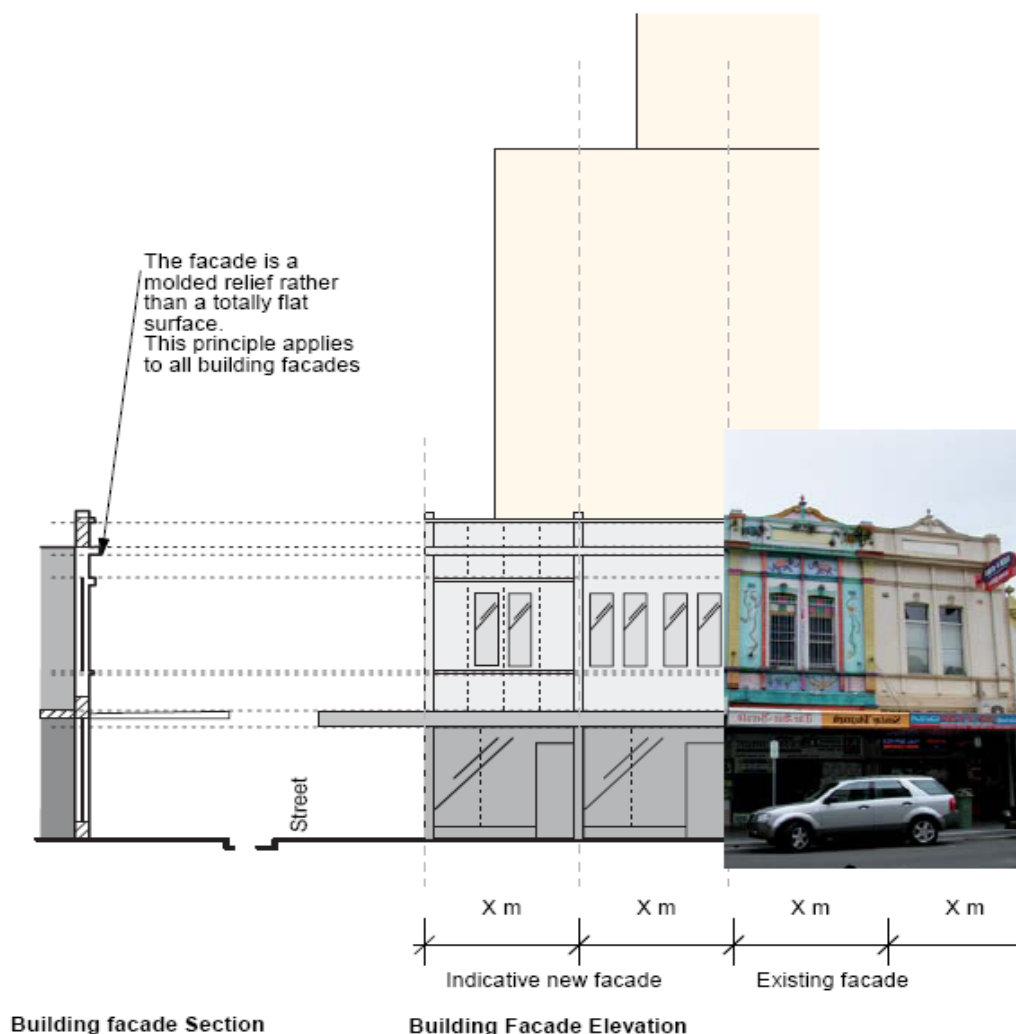 The facade is a
molded relief rather
than a totally flat
surface.
This principle applies
to all building facades
Street
X m
X m
X m
X m
Indicative new facade
Existing facade
Building facade Section
Building Facade Elevation